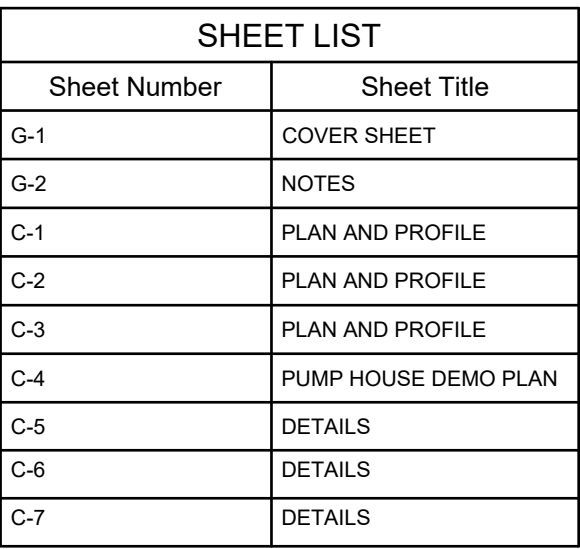 SHEET LIST
Sheet Number Sheet Title
G-1 COVER SHEET
G-2 NOTES
C-1 PLAN AND PROFILE
C-2 PLAN AND PROFILE
C-3 PLAN AND PROFILE
C-4 PUMP HOUSE DEMO PLAN
C-5 DETAILS
C-6 DETAILS
C-7 DETAILS